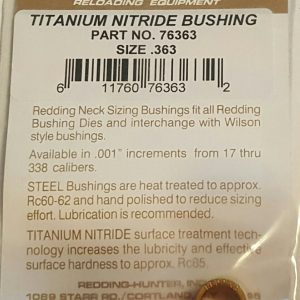 RELOADING EQUIPMENT
TITANIUM NITRIDE BUSHING
PART NO. 76363
SIZE .363
6 11760 76363 2
Redding Neck Sizing Bushings fit all Redding
Bushing Dies and interchange with Wilson
style bushings.
Available in .001" increments from 17 thru
338 calibers.
STEEL Bushings are heat treated to approx.
Rc60-62 and hand polished to reduce sizing
effort. Lubrication is recommended.
TITANIUM NITRIDE surface treatment tech-
nology increases the lubricity and effective
surface hardness to approx. Rc85.
REDDING-HUNTER, INC.
1089 STARR RD./CORTLAND,